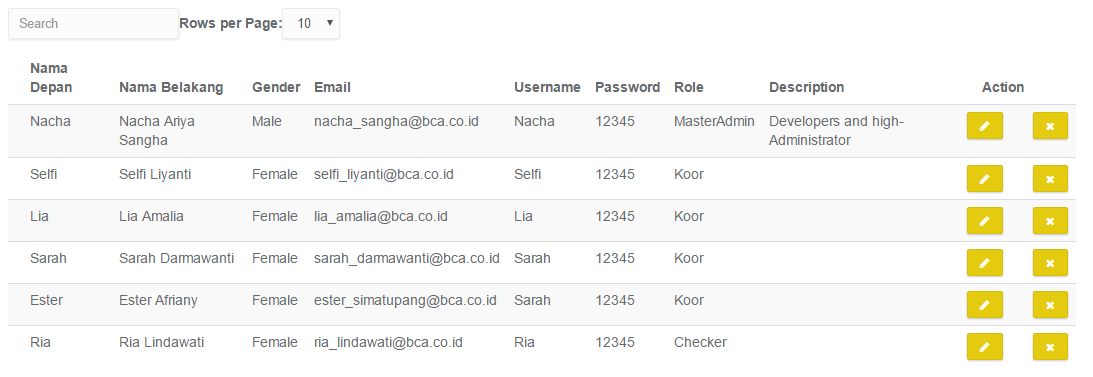 Search Rows per Page: 10
Nama Depan Nama Belakang Gender Email Username Password Role Description Action
Nacha Nacha Ariya Sangha Male nacha_sangha@bca.co.id Nacha 12345 MasterAdmin Developers and high-Administrator
Selfi Selfi Liyanti Female selfi_liyanti@bca.co.id Selfi 12345 Koor
Lia Lia Amalia Female lia_amalia@bca.co.id Lia 12345 Koor
Sarah Sarah Darmawanti Female sarah_darmawanti@bca.co.id Sarah 12345 Koor
Ester Ester Afriany Female ester_simatupang@bca.co.id Sarah 12345 Koor
Ria Ria Lindawati Female ria_lindawati@bca.co.id Ria 12345 Checker